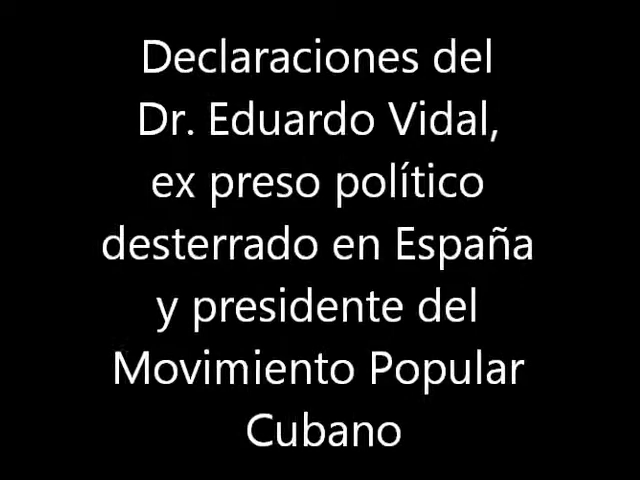 Declaraciones del
Dr. Eduardo Vidal,
ex preso político
desterrado en España
y presidente del
Movimiento Popular
Cubano